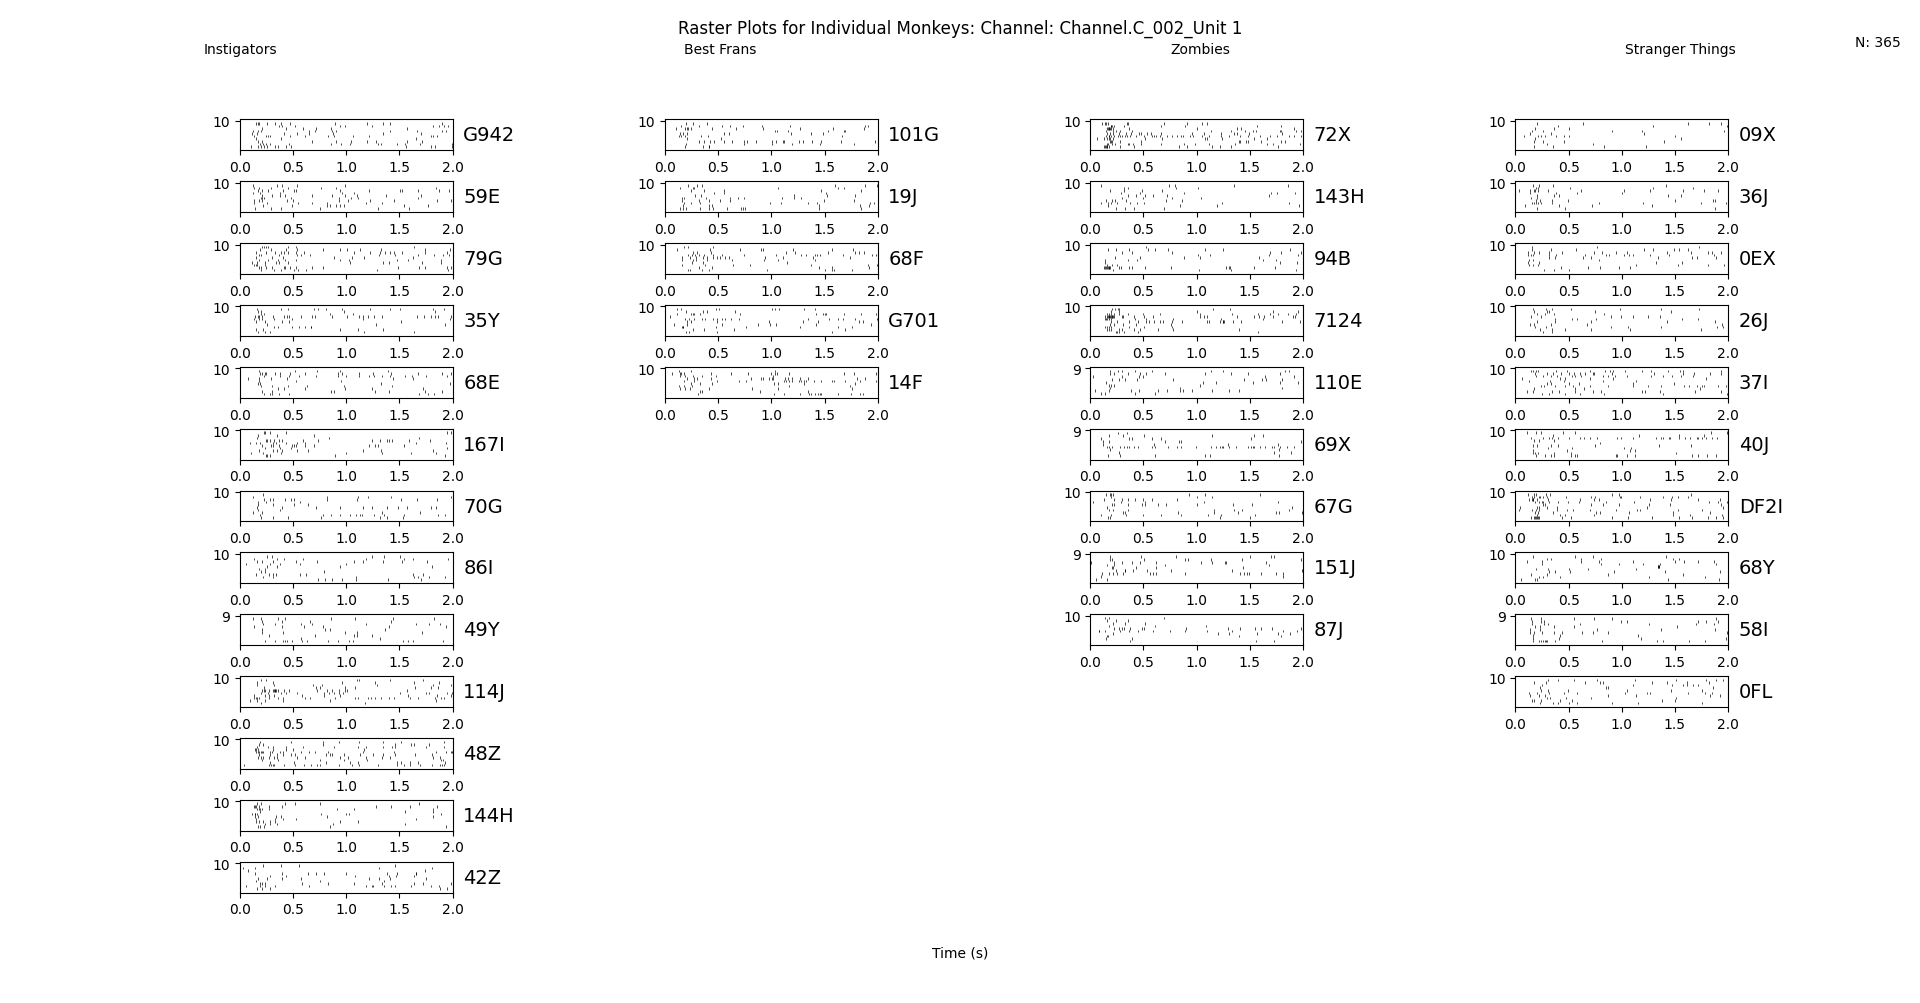 Raster Plots for Individual Monkeys: Channel: Channel.C_002_Unit 1
Instigators Best Frans Zombies Stranger Things N: 365
10 G942 10 101G 10 72X 10 09X
0.0 0.5 1.0 1.5 2.0 0.0 0.5 1.0 1.5 2.0 0.0 0.5 1.0 1.5 2.0 0.0 0.5 1.0 1.5 2.0
10 59E 10 19J 10 143H 10 36J
0.0 0.5 1.0 1.5 2.0 0.0 0.5 1.0 1.5 2.0 0.0 0.5 1.0 1.5 2.0 0.0 0.5 1.0 1.5 2.0
10 79G 10 68F 10 94B 10 0EX
0.0 0.5 1.0 1.5 2.0 0.0 0.5 1.0 1.5 2.0 0.0 0.5 1.0 1.5 2.0 0.0 0.5 1.0 1.5 2.0
10 35Y 10 G701 10 7124 10 26J
0.0 0.5 1.0 1.5 2.0 0.0 0.5 1.0 1.5 2.0 0.0 0.5 1.0 1.5 2.0 0.0 0.5 1.0 1.5 2.0
10 68E 10 14F 9 110E 10 37I
0.0 0.5 1.0 1.5 2.0 0.0 0.5 1.0 1.5 2.0 0.0 0.5 1.0 1.5 2.0 0.0 0.5 1.0 1.5 2.0
10 167I 9 69X 10 40J
0.0 0.5 1.0 1.5 2.0 0.0 0.5 1.0 1.5 2.0 0.0 0.5 1.0 1.5 2.0
10 70G 10 67G 10 DF2I
0.0 0.5 1.0 1.5 2.0 0.0 0.5 1.0 1.5 2.0 0.0 0.5 1.0 1.5 2.0
10 86I 9 151J 10 68Y
0.0 0.5 1.0 1.5 2.0 0.0 0.5 1.0 1.5 2.0 0.0 0.5 1.0 1.5 2.0
9 49Y 10 87J 9 58I
0.0 0.5 1.0 1.5 2.0 0.0 0.5 1.0 1.5 2.0 0.0 0.5 1.0 1.5 2.0
10 114J 10 0FL
0.0 0.5 1.0 1.5 2.0 0.0 0.5 1.0 1.5 2.0
10 48Z
0.0 0.5 1.0 1.5 2.0
10 144H
0.0 0.5 1.0 1.5 2.0
10 42Z
0.0 0.5 1.0 1.5 2.0
Time (s)